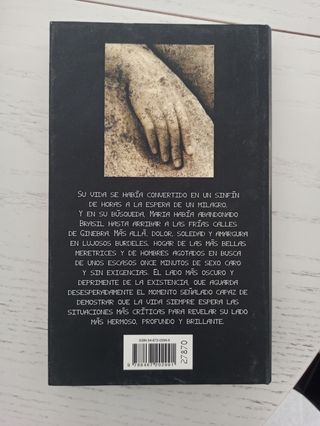 SU VIDA SE HABÍA CONVERTIDO EN UN SINFÍN
DE HORAS A LA ESPERA DE UN MILAGRO.
Y EN SU BÚSQUEDA, MARIA HABÍA ABANDONADO
BRASIL HASTA ARRIBAR A LAS FRÍAS CALLES
DE GINEBRA. MÁS ALLÁ, DOLOR, SOLEDAD Y AMARGURA
EN LUJOSOS BURDELES, HOGAR DE LAS MÁS BELLAS
MERETRICES Y DE HOMBRES AGOTADOS EN BUSCA
DE UNOS ESCASOS ONCE MINUTOS DE SEXO CARO
Y SIN EXIGENCIAS. EL LADO MÁS OSCURO Y
DEPRIMENTE DE LA EXISTENCIA, QUE AGUARDA
DESESPERADAMENTE EL MOMENTO SEÑALADO CAPAZ DE
DEMOSTRAR QUE LA VIDA SIEMPRE ESPERA LAS
SITUACIONES MÁS CRÍTICAS PARA REVELAR SU LADO
MÁS HERMOSO, PROFUNDO Y BRILLANTE.
27870